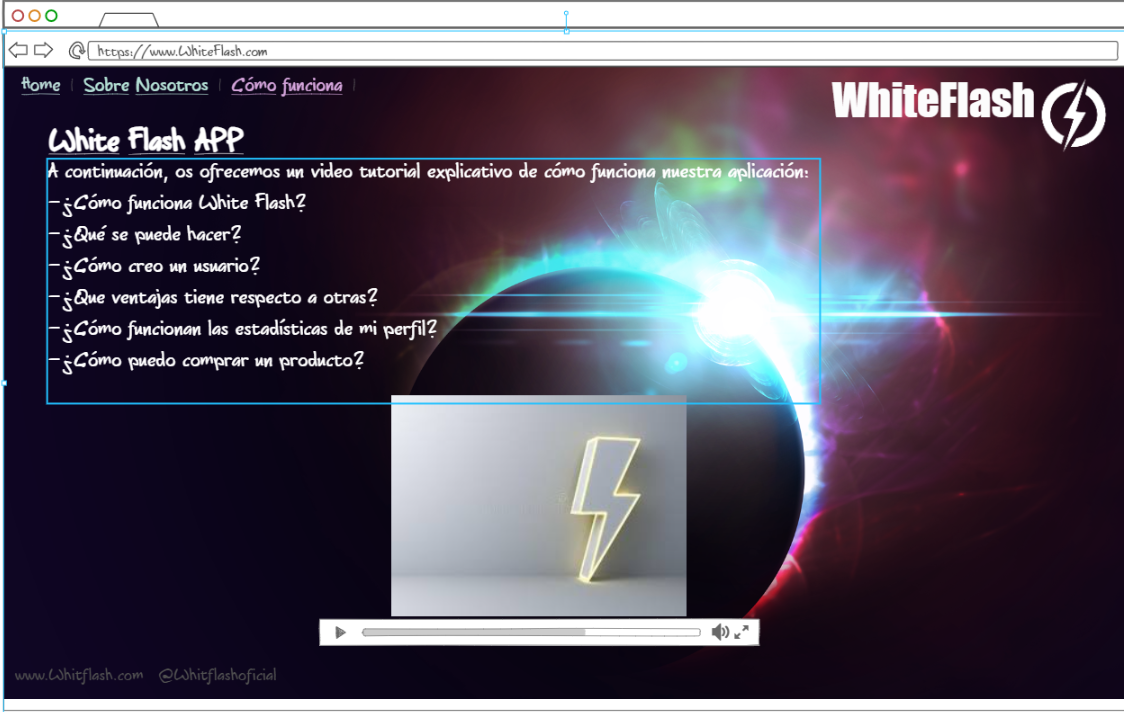 https://www.WhiteFlash.com
Home | Sobre Nosotros | Cómo funciona |
WhiteFlash
White Flash APP
A continuación, os ofrecemos un video tutorial explicativo de cómo funciona nuestra aplicación:
-¿Cómo funciona White Flash?
-¿Qué se puede hacer?
-¿Cómo creo un usuario?
-¿Que ventajas tiene respecto a otras?
-¿Cómo funcionan las estadísticas de mi perfil?
-¿Cómo puedo comprar un producto?
www.Whitflash.com @Whitflashoficial